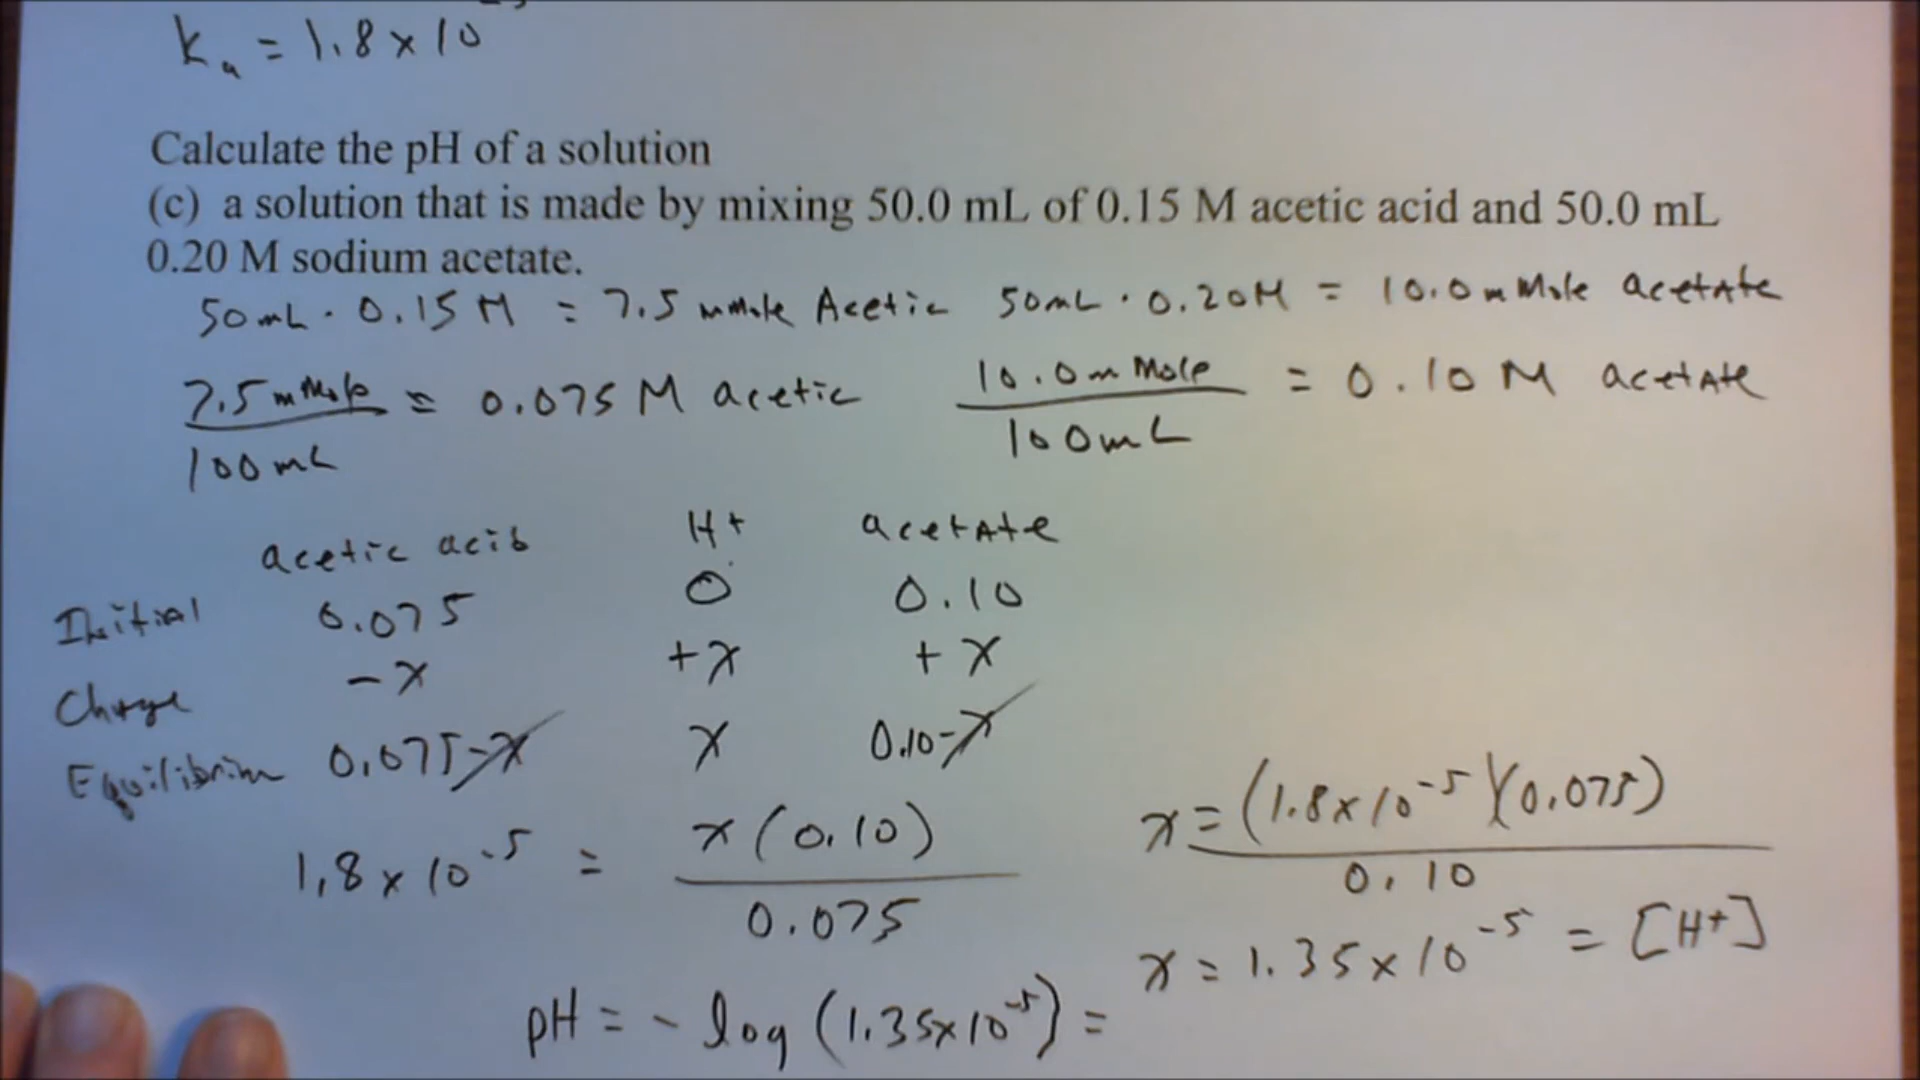 Ka = 1.8 x 10
Calculate the pH of a solution
(c) a solution that is made by mixing 50.0 mL of 0.15 M acetic acid and 50.0 mL
0.20 M sodium acetate.
50mL · 0.15 M = 7.5 mmole Acetic 50mL · 0.20M = 10.0 mMole acetate
7.5 mMole / 100 mL = 0.075 M acetic 10.0 m Mole / 100mL = 0.10 M acetate
acetic acid H+ acetate
Initial 0.075 0 0.10
Change -x +x +x
Equilibrium 0.075-x x 0.10-x
1.8 x 10-5 = x(0.10) / 0.075 x = (1.8x10-5)(0.075) / 0.10
x = 1.35 x 10-5 = [H+]
pH = - log (1.35x10-5) =